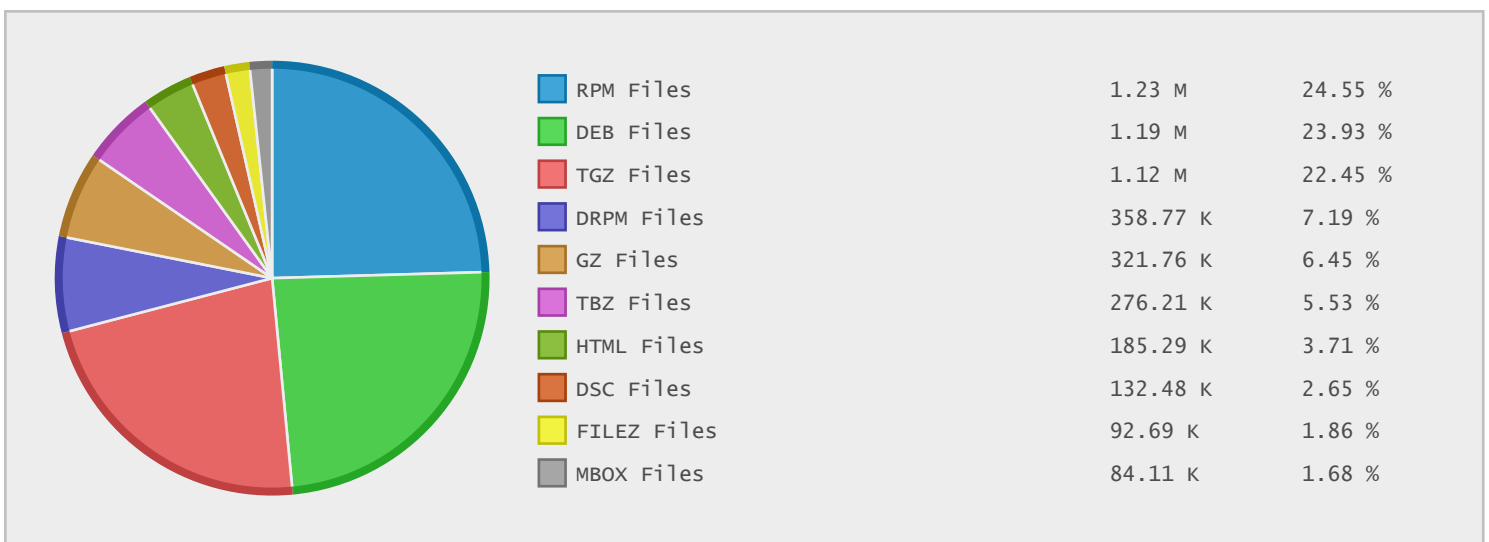 RPM Files 1.23 M 24.55 %
DEB Files 1.19 M 23.93 %
TGZ Files 1.12 M 22.45 %
DRPM Files 358.77 K 7.19 %
GZ Files 321.76 K 6.45 %
TBZ Files 276.21 K 5.53 %
HTML Files 185.29 K 3.71 %
DSC Files 132.48 K 2.65 %
FILEZ Files 92.69 K 1.86 %
MBOX Files 84.11 K 1.68 %